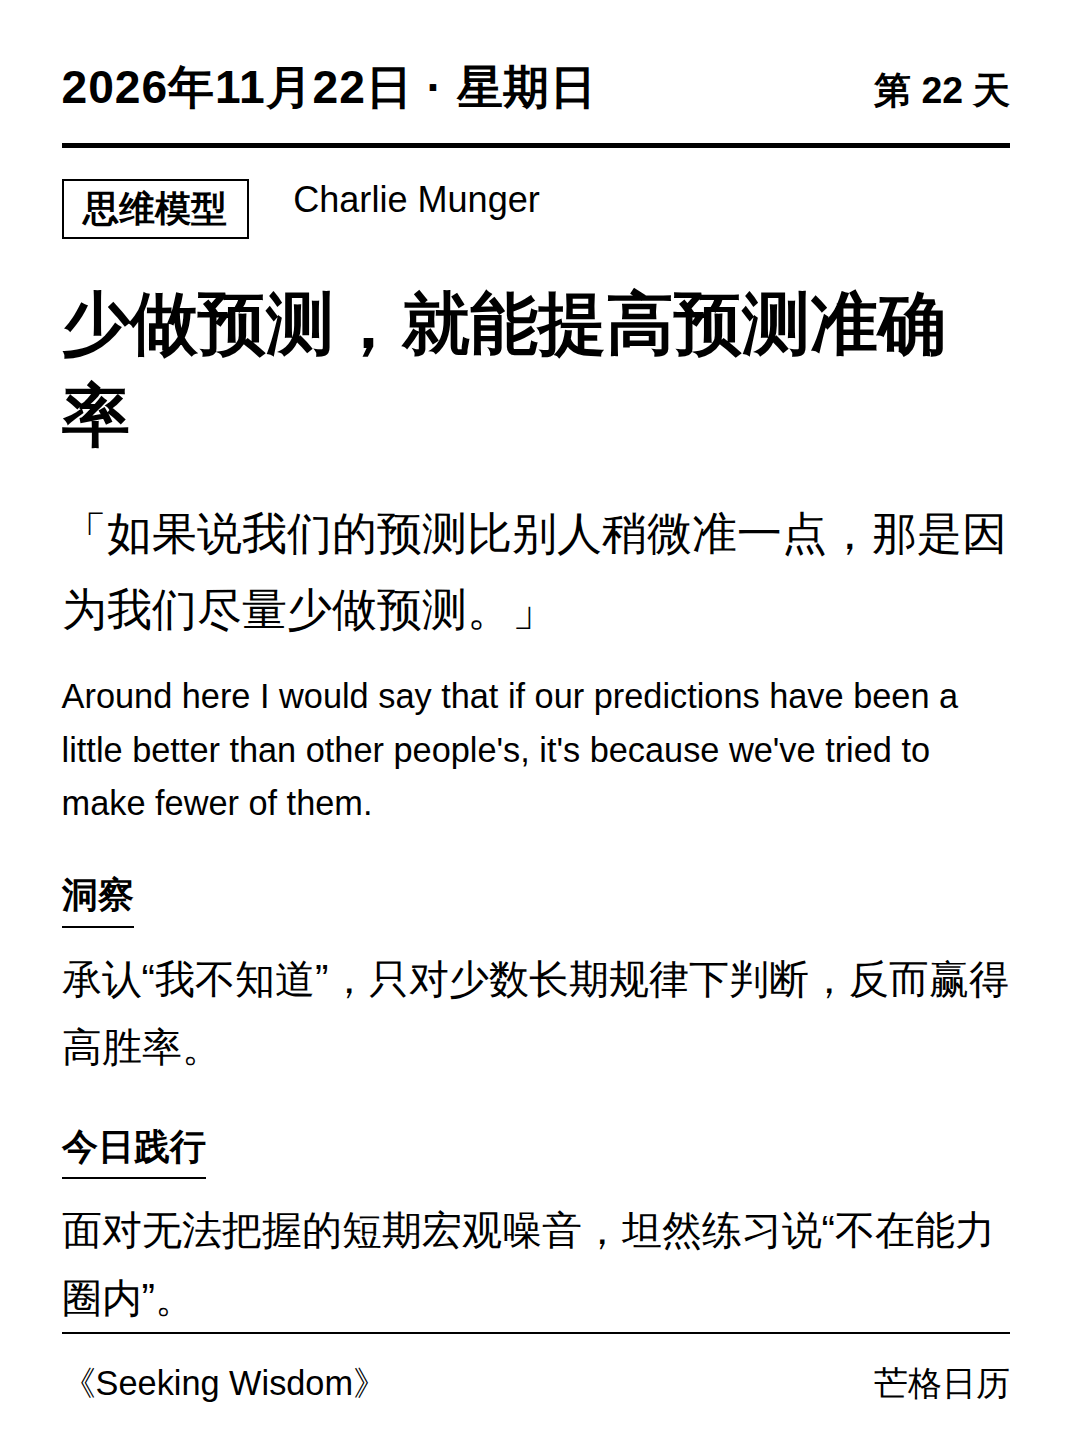 2026年11月22日 · 星期日
第 22 天
思维模型
Charlie Munger
少做预测，就能提高预测准确
率
「如果说我们的预测比别人稍微准一点，那是因
为我们尽量少做预测。」
Around here I would say that if our predictions have been a
little better than other people's, it's because we've tried to
make fewer of them.
洞察
承认“我不知道”，只对少数长期规律下判断，反而赢得
高胜率。
今日践行
面对无法把握的短期宏观噪音，坦然练习说“不在能力
圈内”。
《Seeking Wisdom》
芒格日历